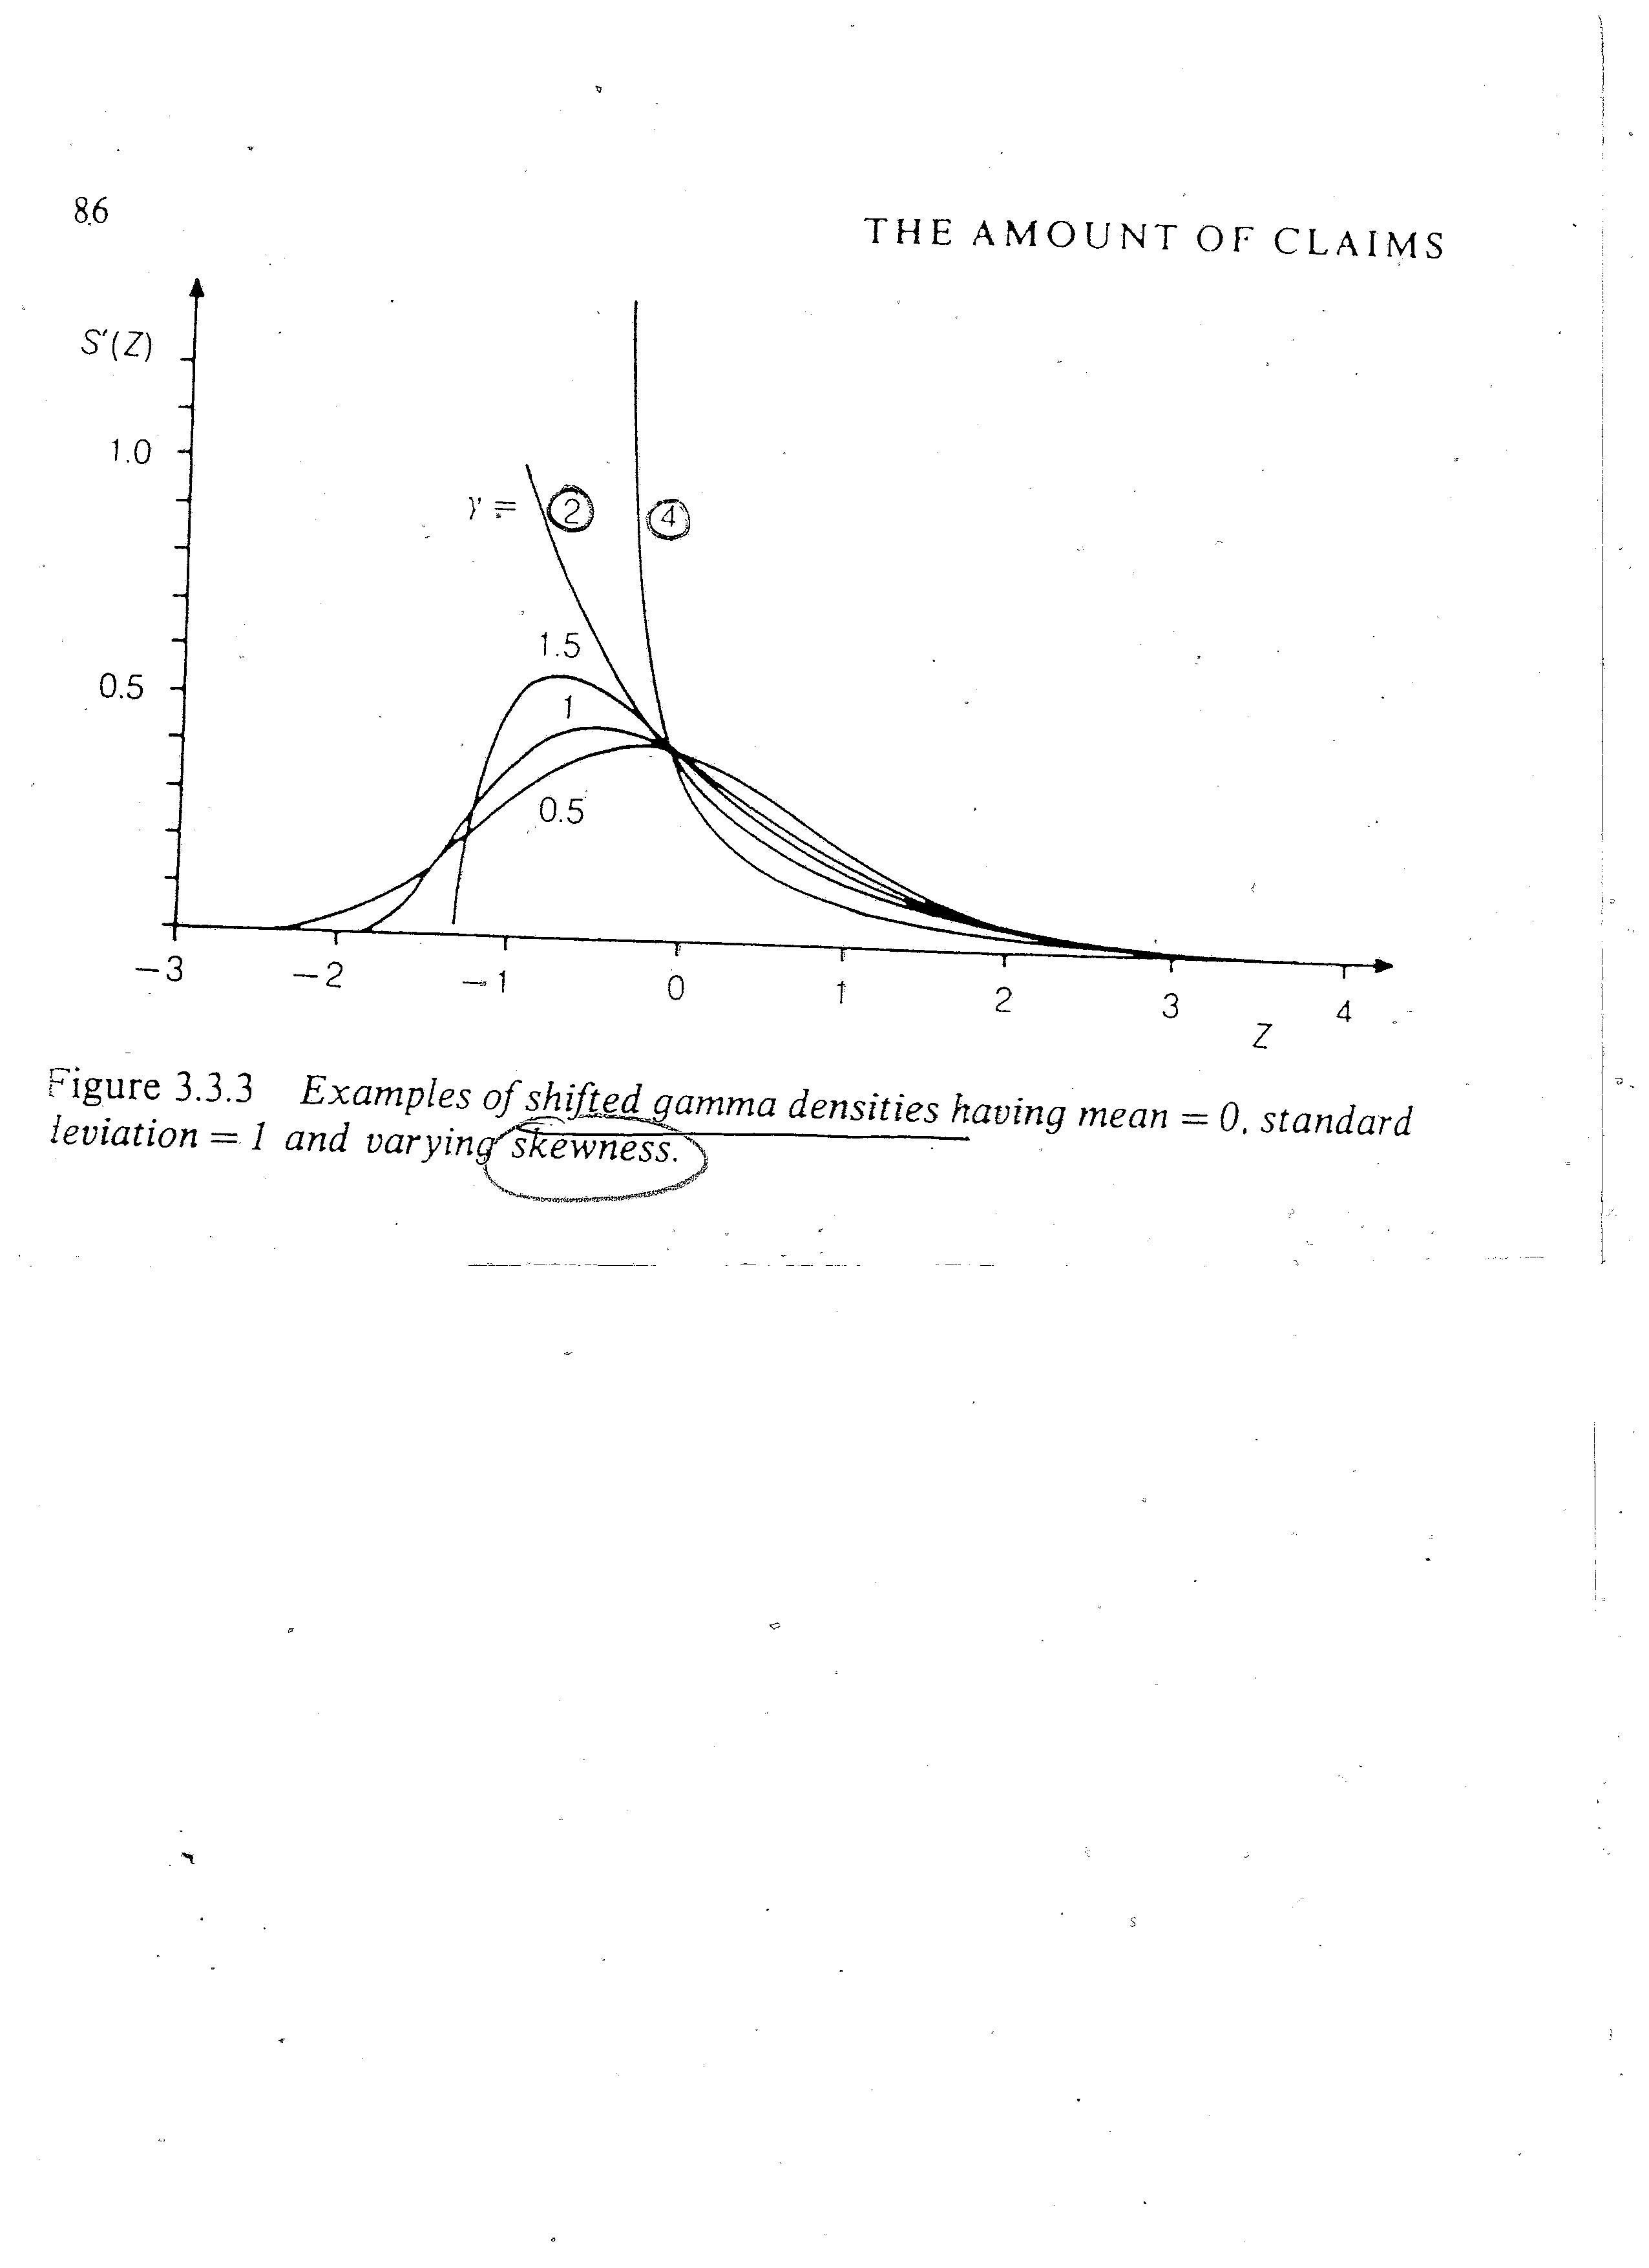 86
THE AMOUNT OF CLAIMS
S′(Z)
1.0
γ = 2
4
1.5
0.5
1
0.5
−3
−2
−1
0
1
2
3
4
Z
Figure 3.3.3 Examples of shifted gamma densities having mean = 0, standard
leviation = 1 and varying skewness.